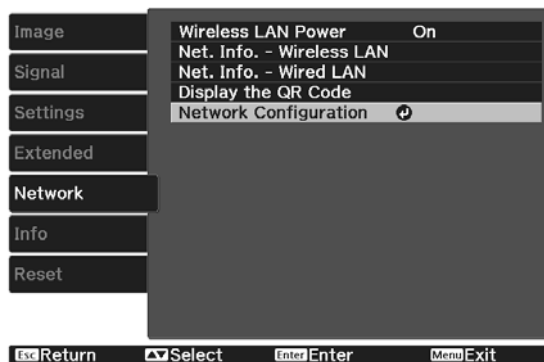 Image
Signal
Settings
Extended
Network
Info
Reset
Wireless LAN Power On
Net. Info. - Wireless LAN
Net. Info. - Wired LAN
Display the QR Code
Network Configuration
Esc Return Select Enter Enter Menu Exit